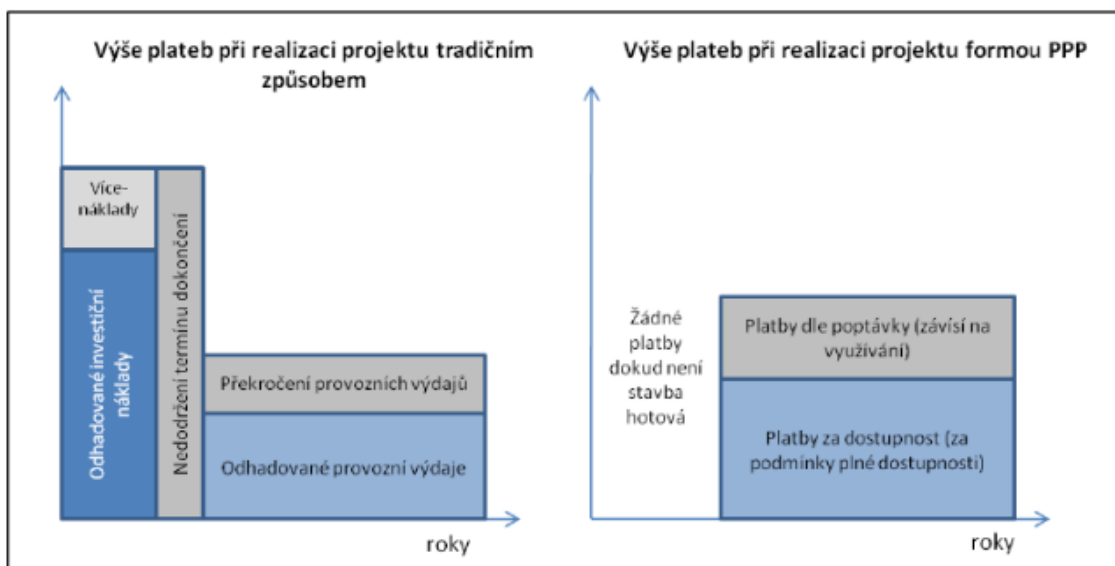 Výše plateb při realizaci projektu tradičním
způsobem
Více-
náklady
Odhadované investiční
náklady
Nedodržení termínu dokončení
Překročení provozních výdajů
Odhadované provozní výdaje
roky
Výše plateb při realizaci projektu formou PPP
Žádné
platby
dokud není
stavba
hotová
Platby dle poptávky (závisí na
využívání)
Platby za dostupnost (za
podmínky plné dostupnosti)
roky